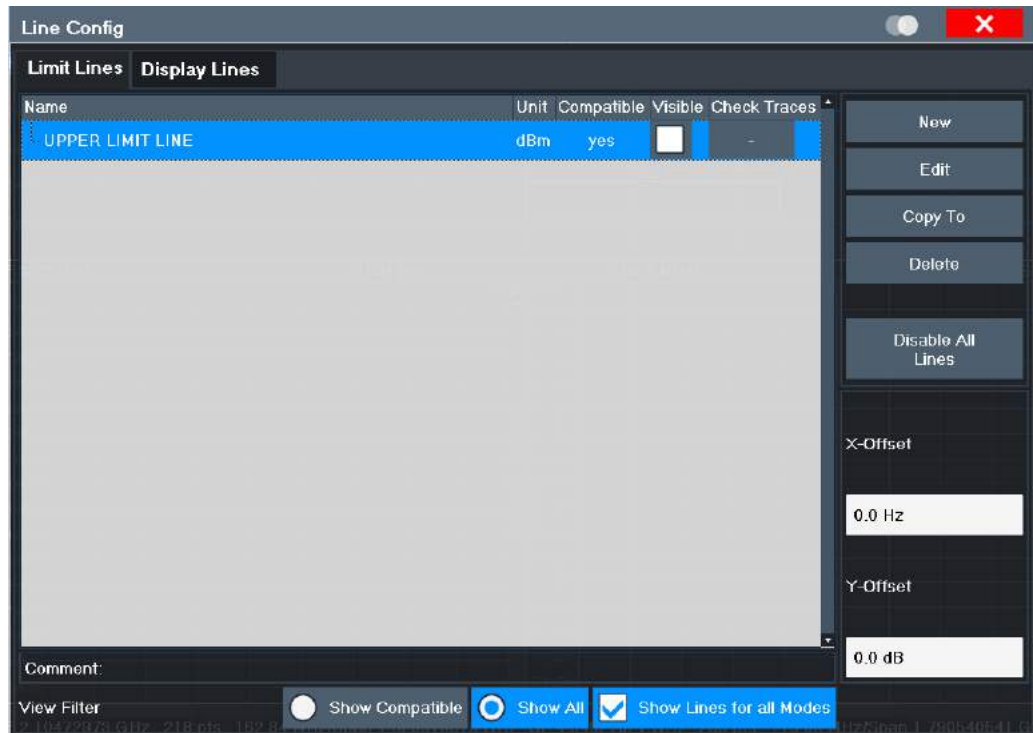 Line Config
Limit Lines Display Lines
Name Unit Compatible Visible Check Traces
UPPER LIMIT LINE dBm yes -
New
Edit
Copy To
Delete
Disable All
Lines
X-Offset
0.0 Hz
Y-Offset
0.0 dB
Comment:
View Filter Show Compatible Show All Show Lines for all Modes